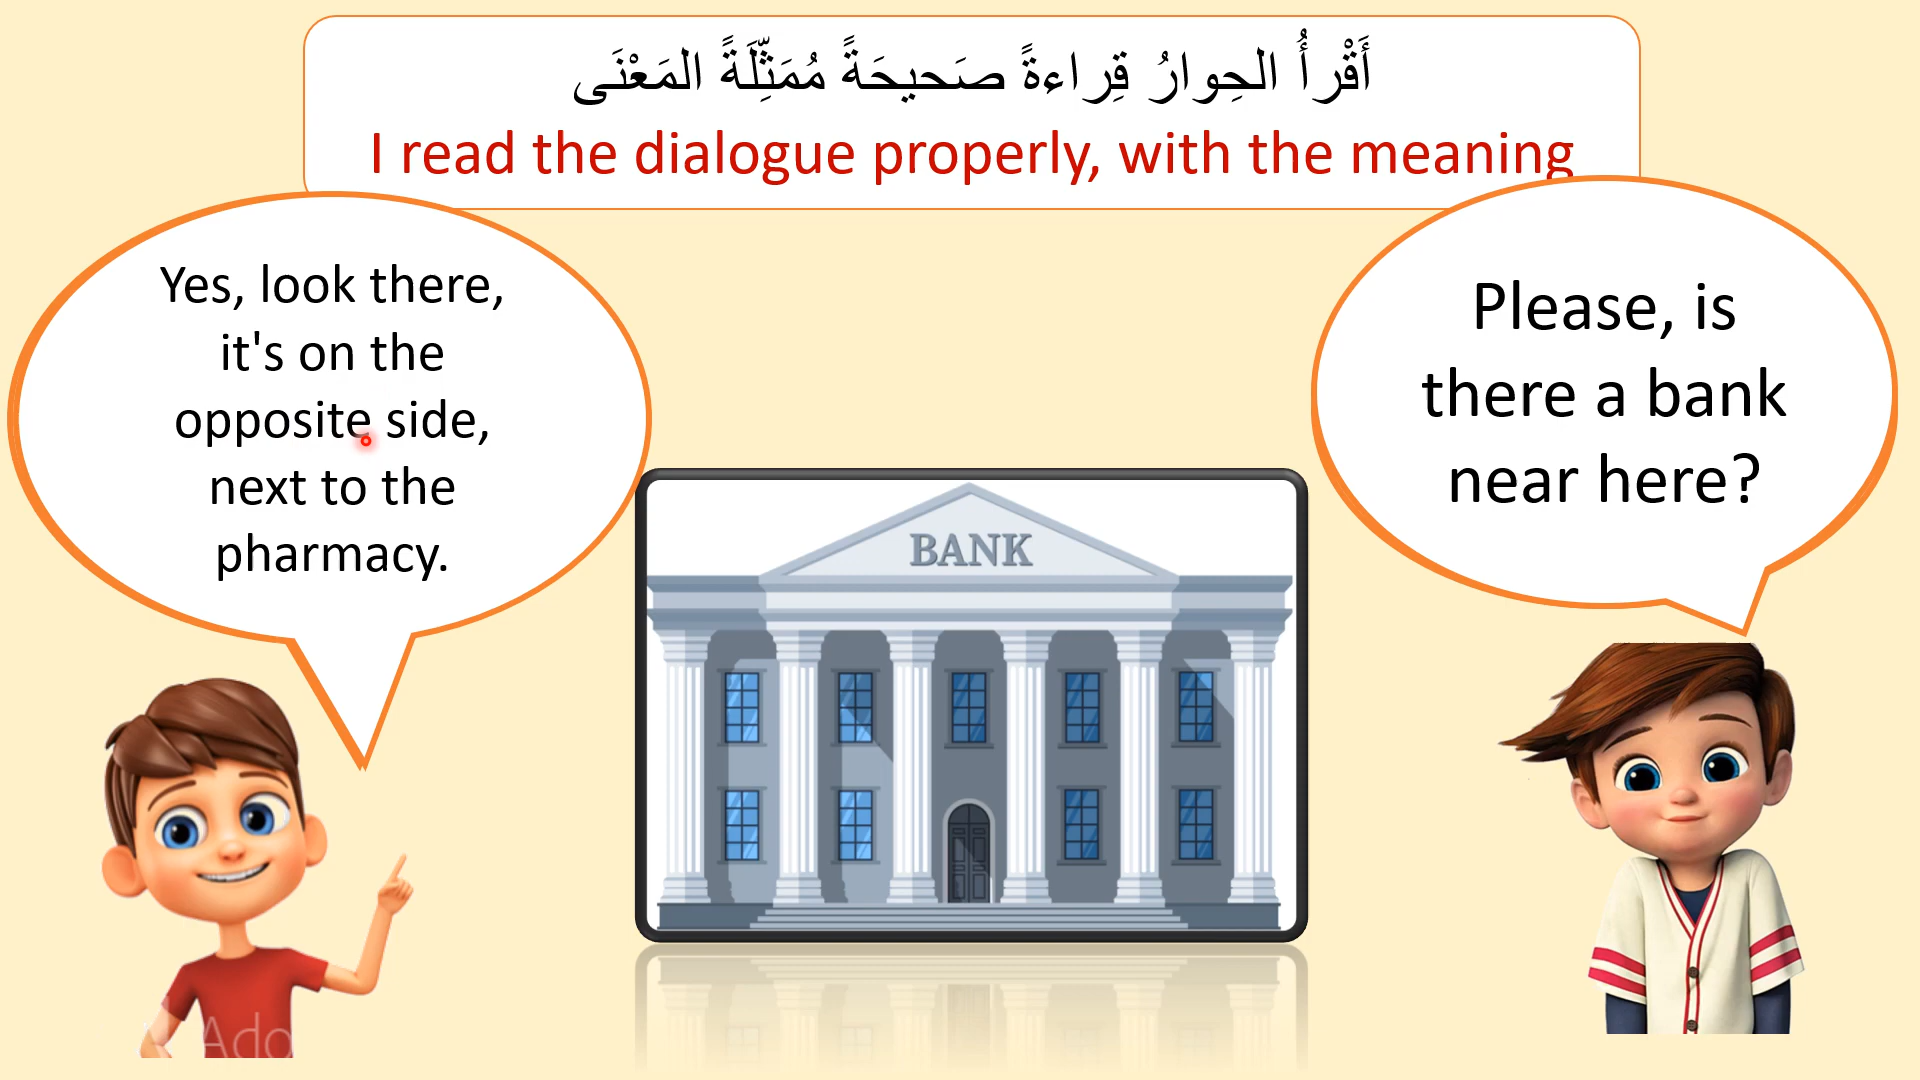 أَقْرأُ الحِوارُ قِراءةً صَحيحَةً مُمَثِّلَةً المَعْنَى
I read the dialogue properly, with the meaning
Yes, look there,
it's on the
opposite side,
next to the
pharmacy.
Please, is
there a bank
near here?
BANK
Ado